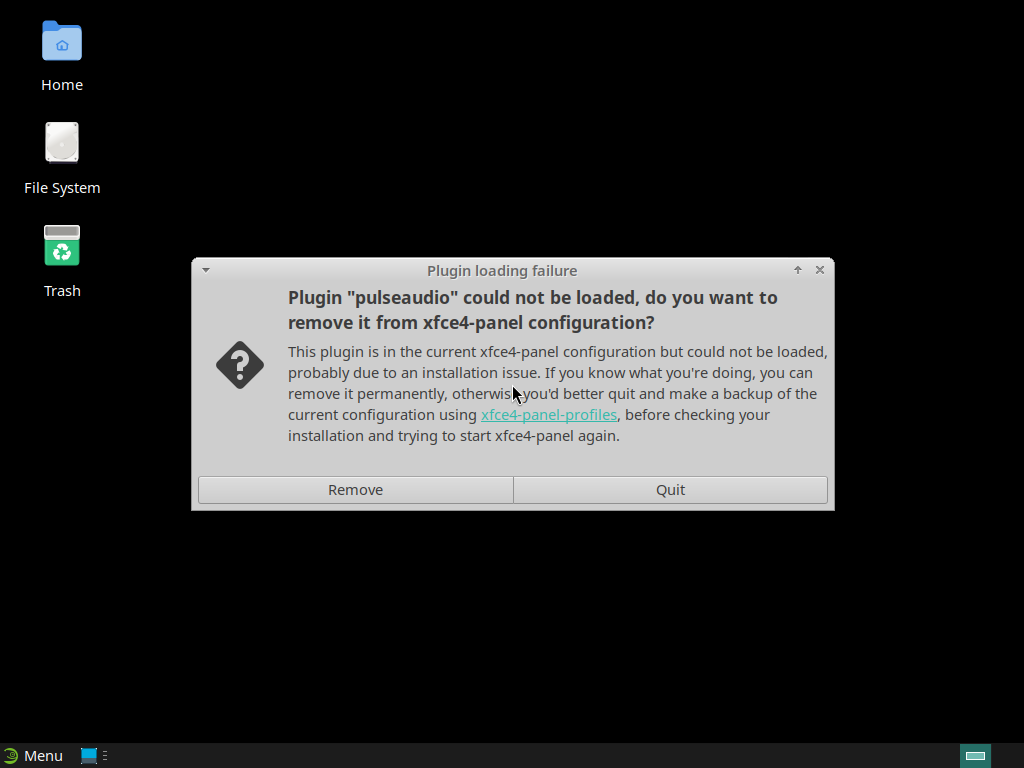 Home
File System
Trash
Plugin loading failure
Plugin "pulseaudio" could not be loaded, do you want to
remove it from xfce4-panel configuration?
This plugin is in the current xfce4-panel configuration but could not be loaded,
probably due to an installation issue. If you know what you're doing, you can
remove it permanently, otherwise you'd better quit and make a backup of the
current configuration using xfce4-panel-profiles, before checking your
installation and trying to start xfce4-panel again.
Remove
Quit
Menu